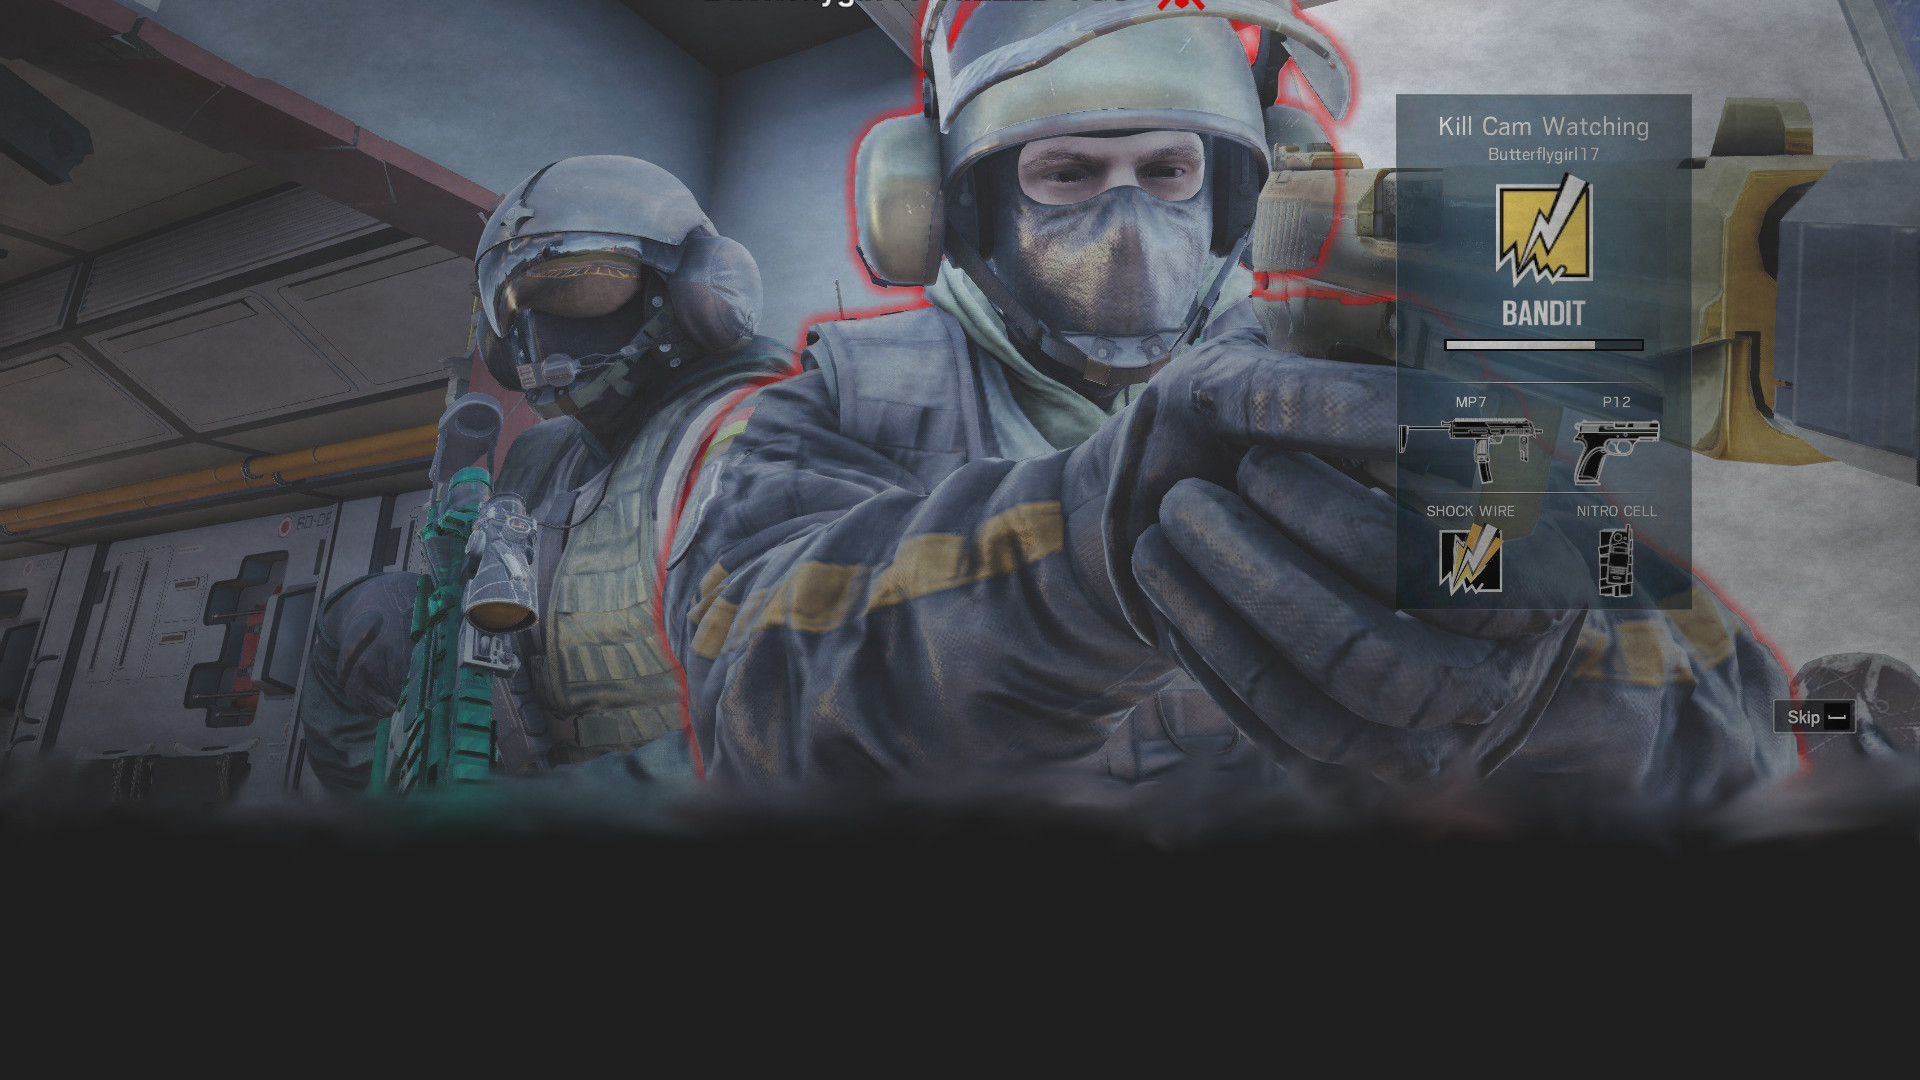 Kill Cam Watching
Butterflygirl17
BANDIT
MP7
P12
SHOCK WIRE
NITRO CELL
Skip